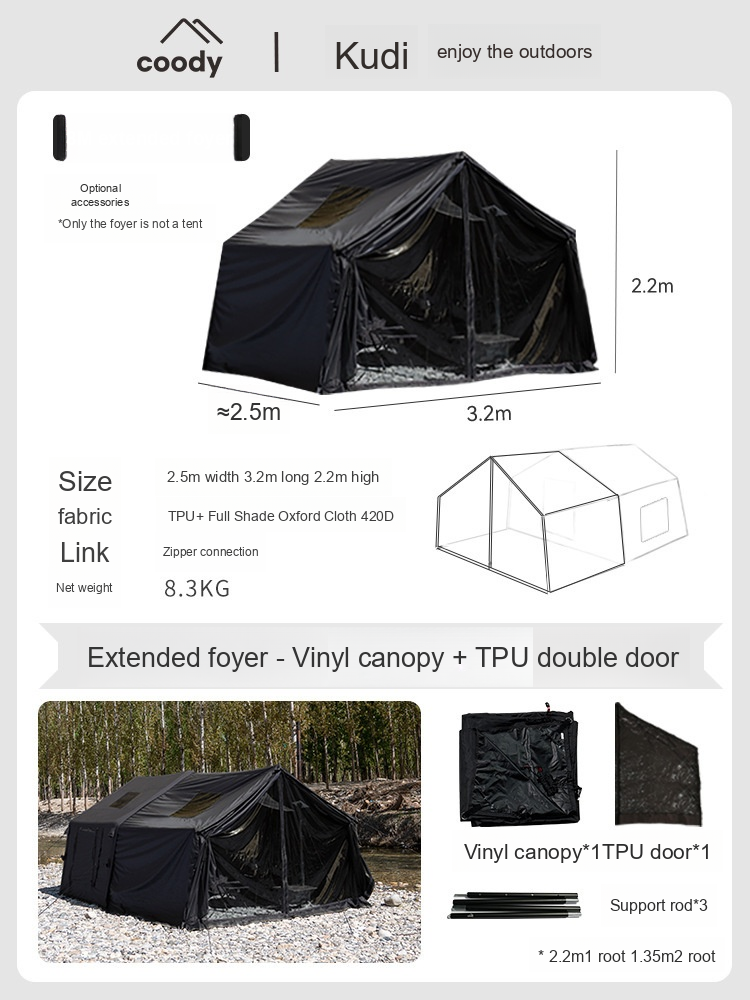 coody
Kudi
enjoy the outdoors
Optional
accessories
*Only the foyer is not a tent
2.2m
≈2.5m
3.2m
Size
2.5m width 3.2m long 2.2m high
fabric
TPU+ Full Shade Oxford Cloth 420D
Link
Zipper connection
Net weight
8.3KG
Extended foyer - Vinyl canopy + TPU double door
Vinyl canopy*1TPU door*1
Support rod*3
* 2.2m1 root 1.35m2 root